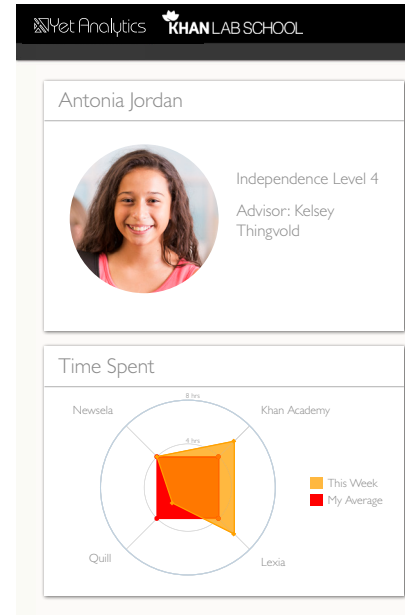 Yet Analytics KHAN LAB SCHOOL
Antonia Jordan
Independence Level 4
Advisor: Kelsey
Thingvold
Time Spent
8 hrs
Newsela
Khan Academy
4 hrs
This Week
My Average
Quill
Lexia